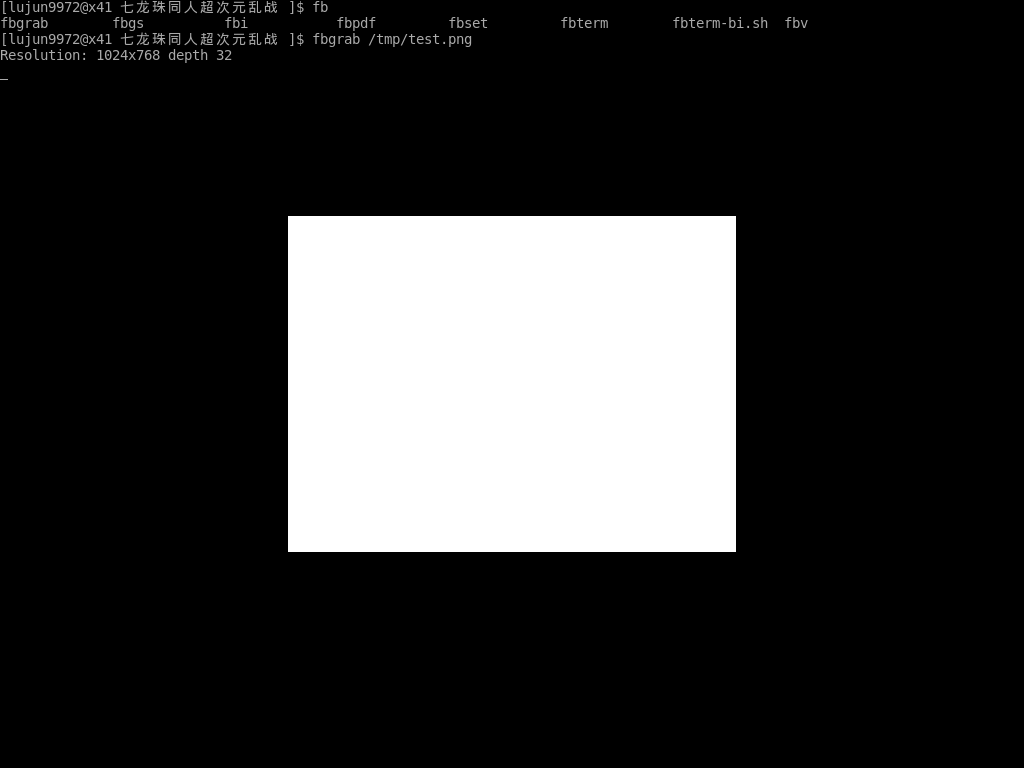 [lujun9972@x41 七龙珠同人超次元乱战 ]$ fb
fbgrab        fbgs          fbi           fbpdf         fbset         fbterm        fbterm-bi.sh  fbv
[lujun9972@x41 七龙珠同人超次元乱战 ]$ fbgrab /tmp/test.png
Resolution: 1024x768 depth 32
_